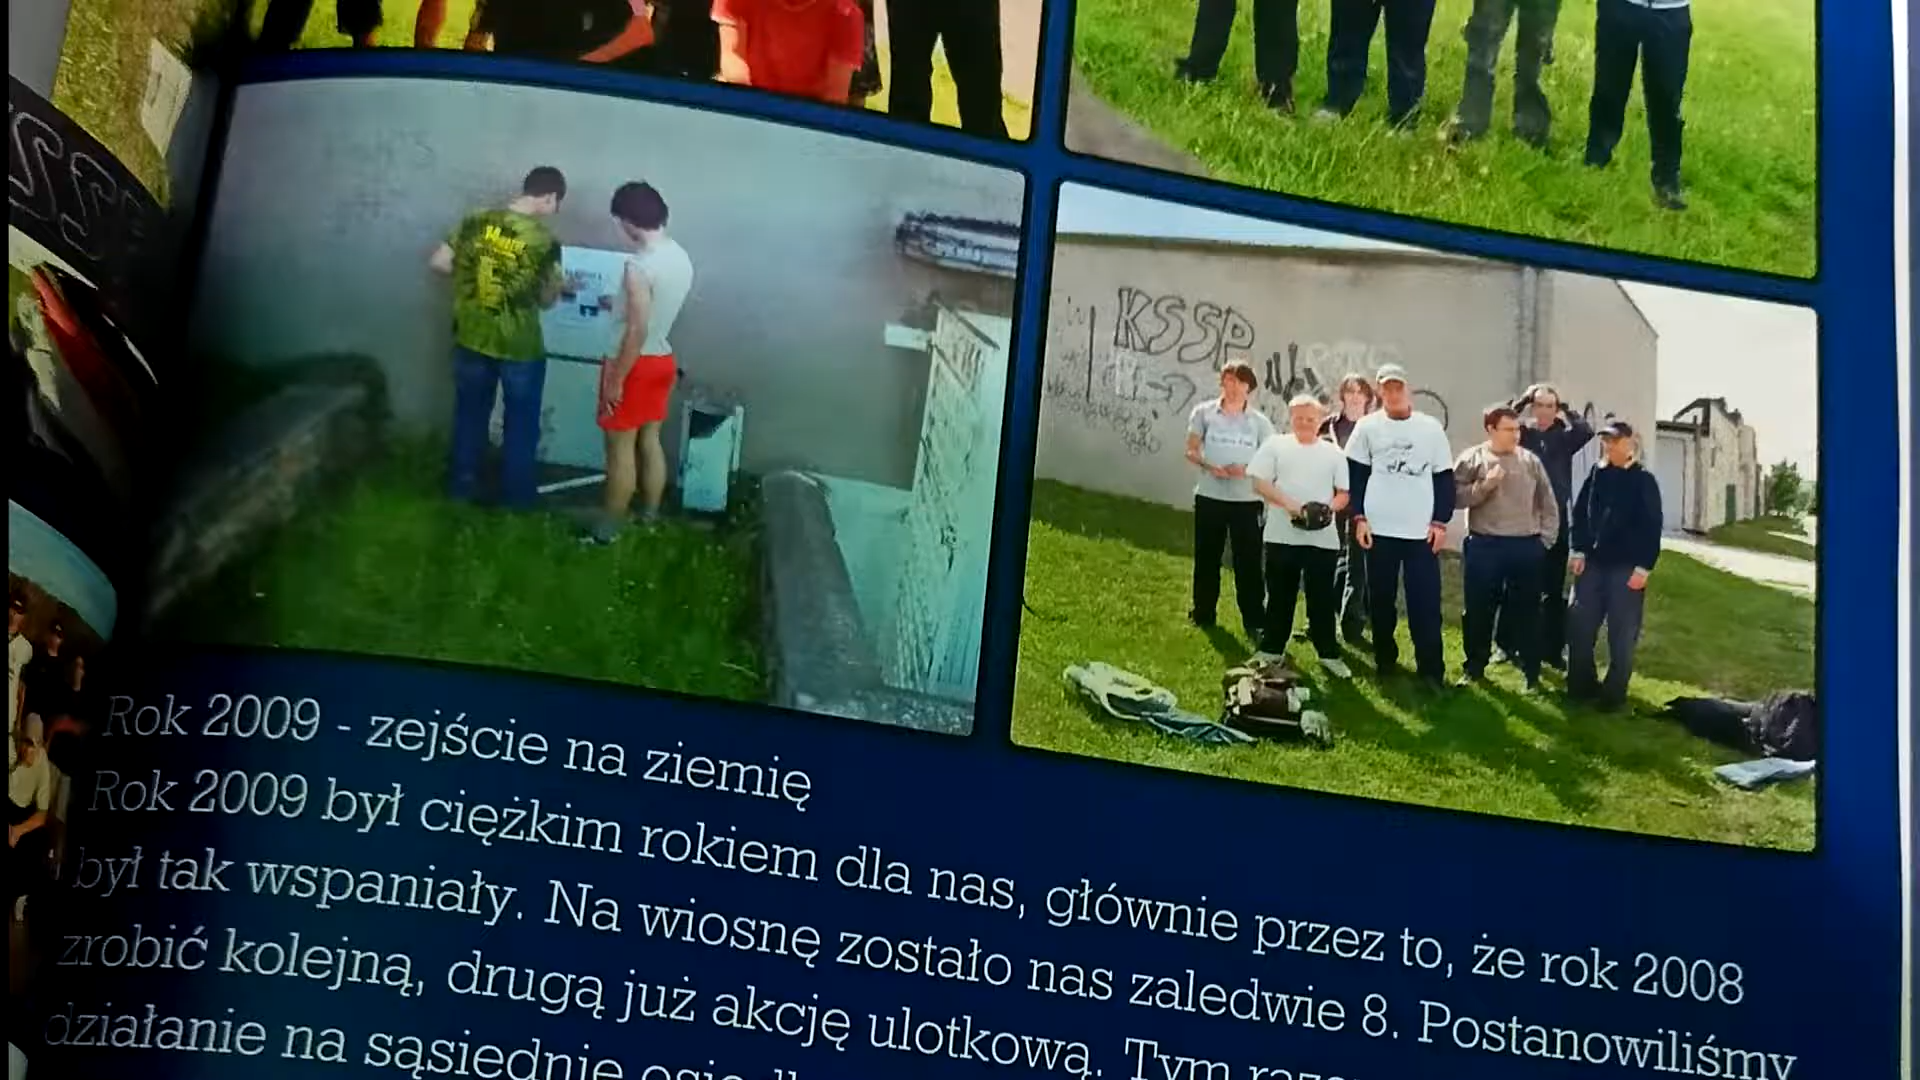 KSSP
Rok 2009 - zejście na ziemię
Rok 2009 był ciężkim rokiem dla nas, głównie przez to, że rok 2008
był tak wspaniały. Na wiosnę zostało nas zaledwie 8. Postanowiliśmy
zrobić kolejną, drugą już akcję ulotkową. Tym
działanie na sąsiednie